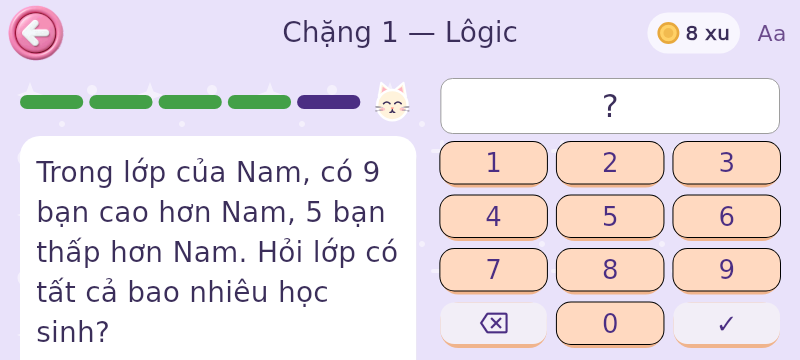 Chặng 1 — Lôgic
8 xu
Aa
Trong lớp của Nam, có 9
bạn cao hơn Nam, 5 bạn
thấp hơn Nam. Hỏi lớp có
tất cả bao nhiêu học
sinh?
?
1 2 3
4 5 6
7 8 9
0 ✓